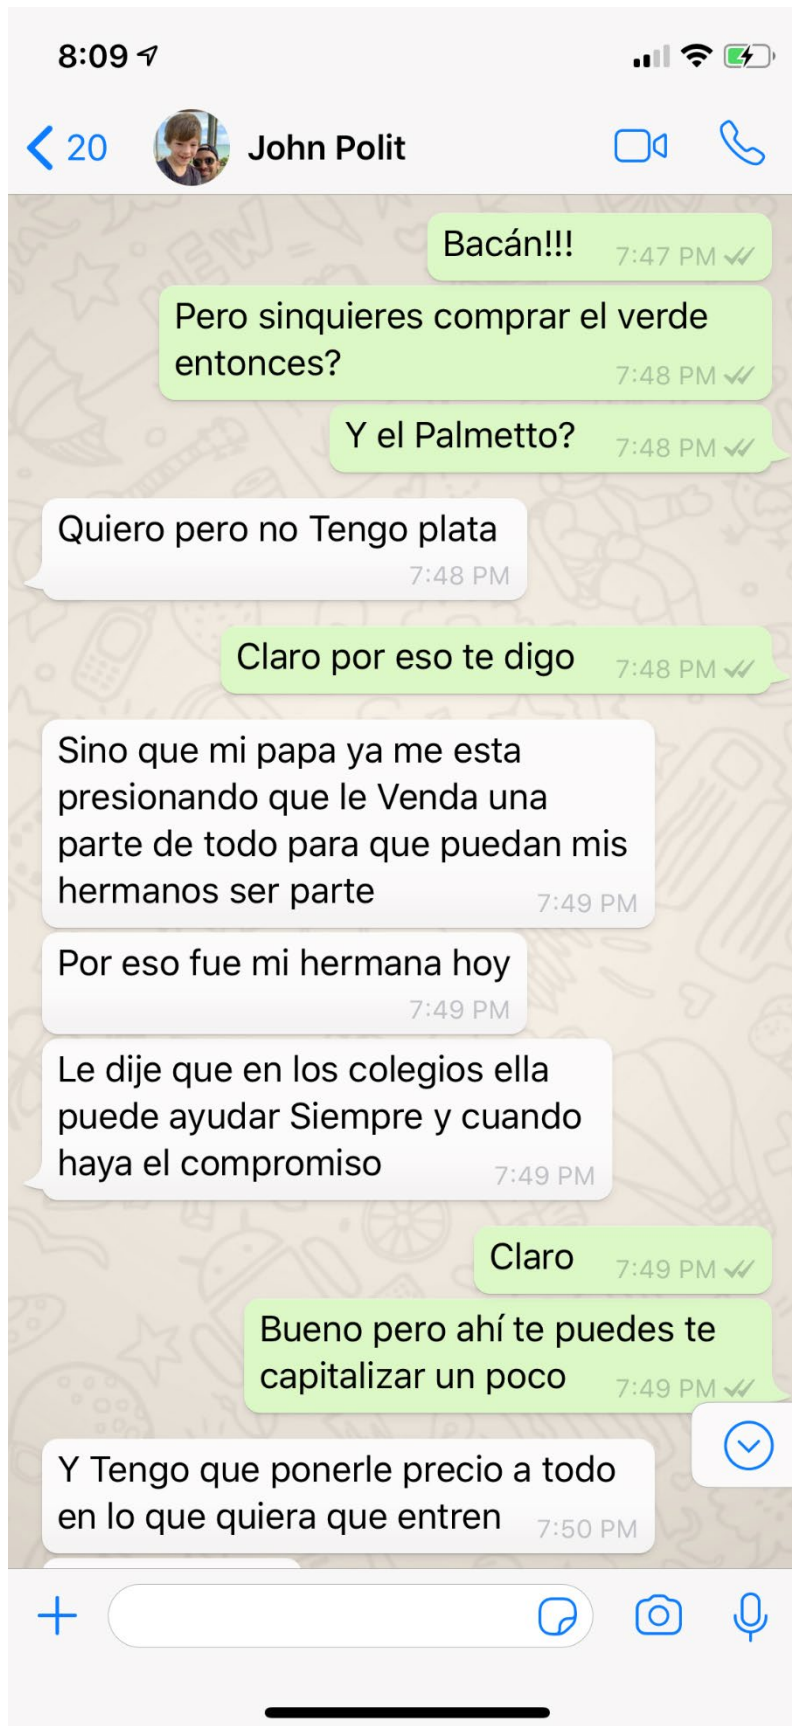 8:09
20
John Polit
Bacán!!!
7:47 PM
Pero sinquieres comprar el verde
entonces?
7:48 PM
Y el Palmetto?
7:48 PM
Quiero pero no Tengo plata
7:48 PM
Claro por eso te digo
7:48 PM
Sino que mi papa ya me esta
presionando que le Venda una
parte de todo para que puedan mis
hermanos ser parte
7:49 PM
Por eso fue mi hermana hoy
7:49 PM
Le dije que en los colegios ella
puede ayudar Siempre y cuando
haya el compromiso
7:49 PM
Claro
7:49 PM
Bueno pero ahí te puedes te
capitalizar un poco
7:49 PM
Y Tengo que ponerle precio a todo
en lo que quiera que entren
7:50 PM